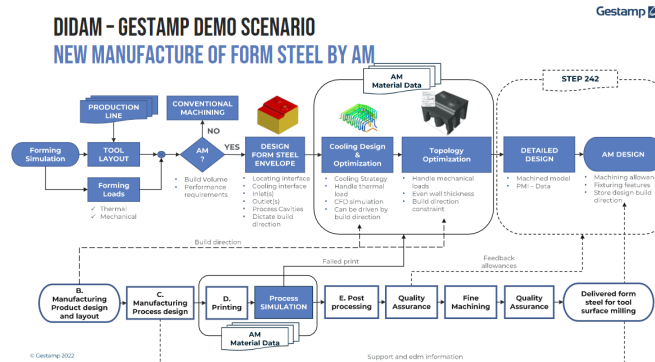 Gestamp
DIDAM – GESTAMP DEMO SCENARIO
NEW MANUFACTURE OF FORM STEEL BY AM
AM
Material Data
STEP 242
PRODUCTION
LINE
CONVENTIONAL
MACHINING
NO
YES
Forming
Simulation
TOOL
LAYOUT
AM
?
DESIGN
FORM STEEL
ENVELOPE
Cooling Design
&
Optimization
Topology
Optimization
DETAILED
DESIGN
AM DESIGN
Forming
Loads
✓ Thermal
✓ Mechanical
• Build Volume
• Performance
requirements
• Locating Interface
• Cooling interface
• Inlet(s)
• Outlet(s)
• Process Cavities
• Dictate build
direction
• Cooling Strategy
• Handle thermal
load
• CFD simulation
• Can be driven by
build direction
• Handle mechanical
loads
• Even wall thickness
• Build direction
constraint
• Machined model
• PMI – Data
• Machining allowan
• Fixturing features
• Store design build
direction
Build direction
Failed print
Feedback
allowances
B.
Manufacturing
Product design
and layout
C.
Manufacturing
Process design
D.
Printing
Process
SIMULATION
E. Post
processing
Quality
Assurance
Fine
Machining
Quality
Assurance
Delivered form
steel for tool
surface milling
AM
Material Data
© Gestamp 2022
Support and edm information